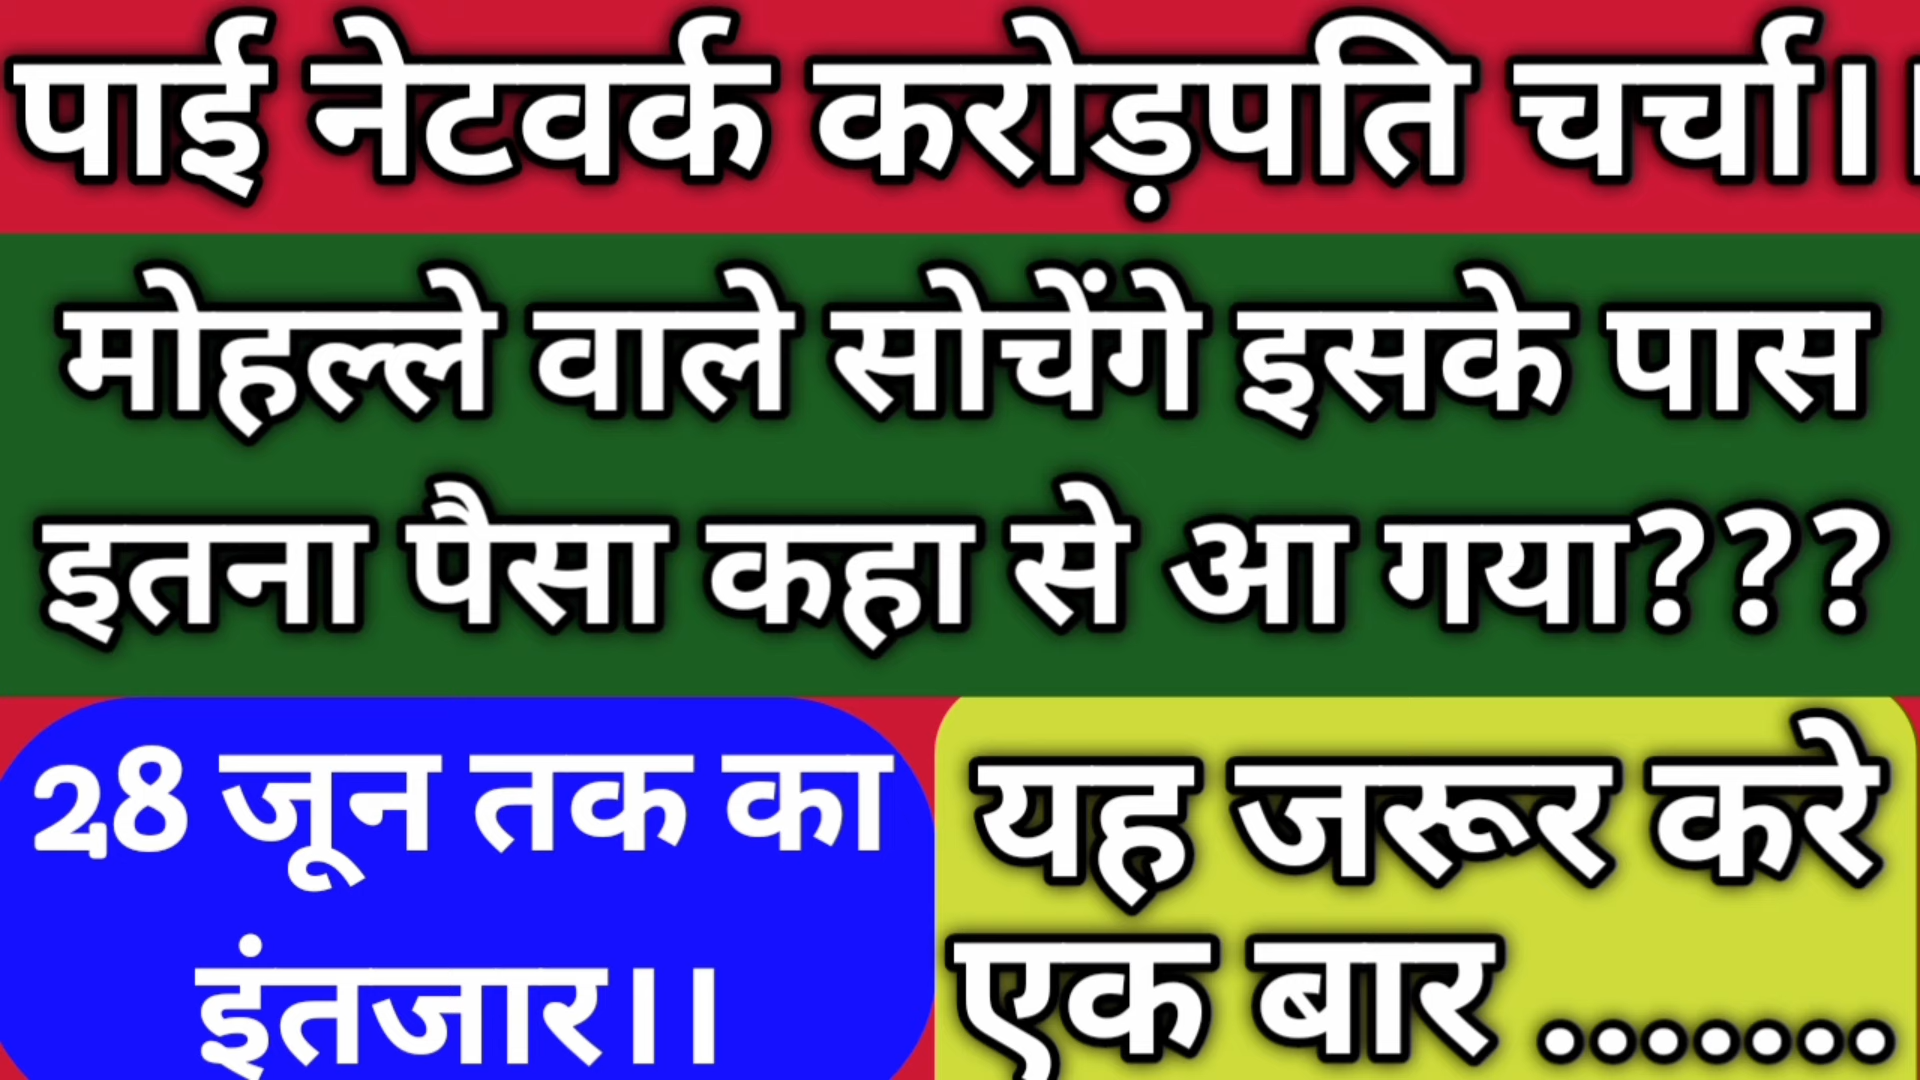 पाई नेटवर्क करोड़पति चर्चा।।
मोहल्ले वाले सोचेंगे इसके पास
इतना पैसा कहा से आ गया???
28 जून तक का
इंतजार।।
यह जरूर करे
एक बार .......